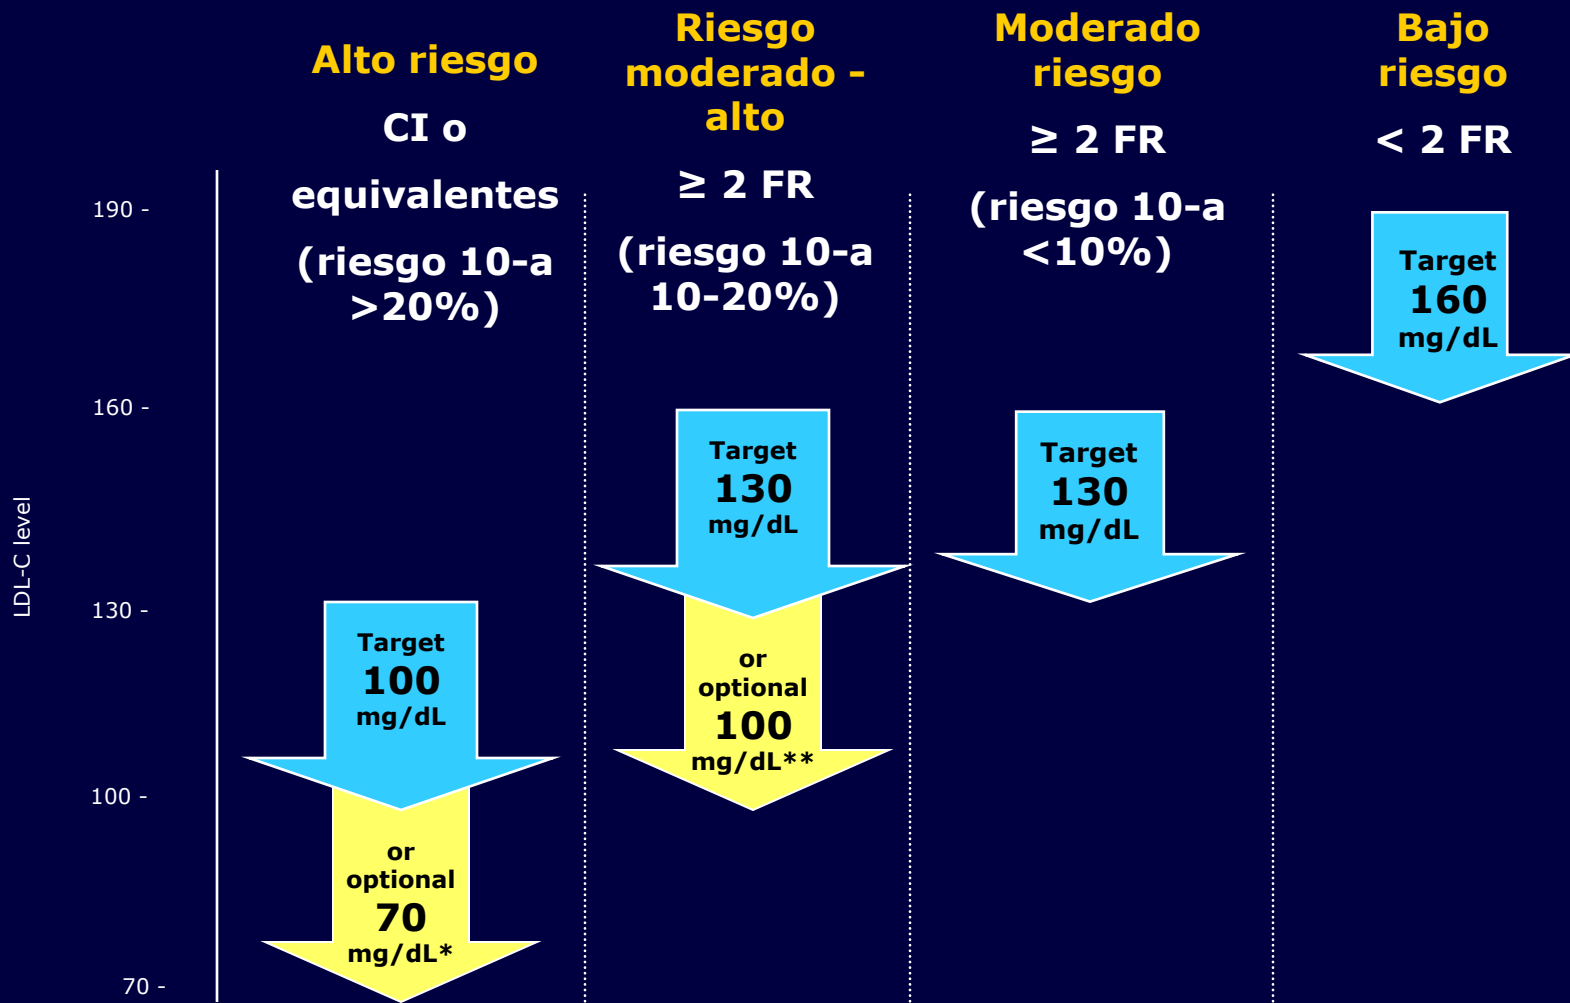 Alto riesgo
CI o
equivalentes
(riesgo 10-a
>20%)
Riesgo
moderado -
alto
≥ 2 FR
(riesgo 10-a
10-20%)
Moderado
riesgo
≥ 2 FR
(riesgo 10-a
<10%)
Bajo
riesgo
< 2 FR
LDL-C level
190 -
160 -
130 -
100 -
70 -
Target
100
mg/dL
or
optional
70
mg/dL*
Target
130
mg/dL
or
optional
100
mg/dL**
Target
130
mg/dL
Target
160
mg/dL